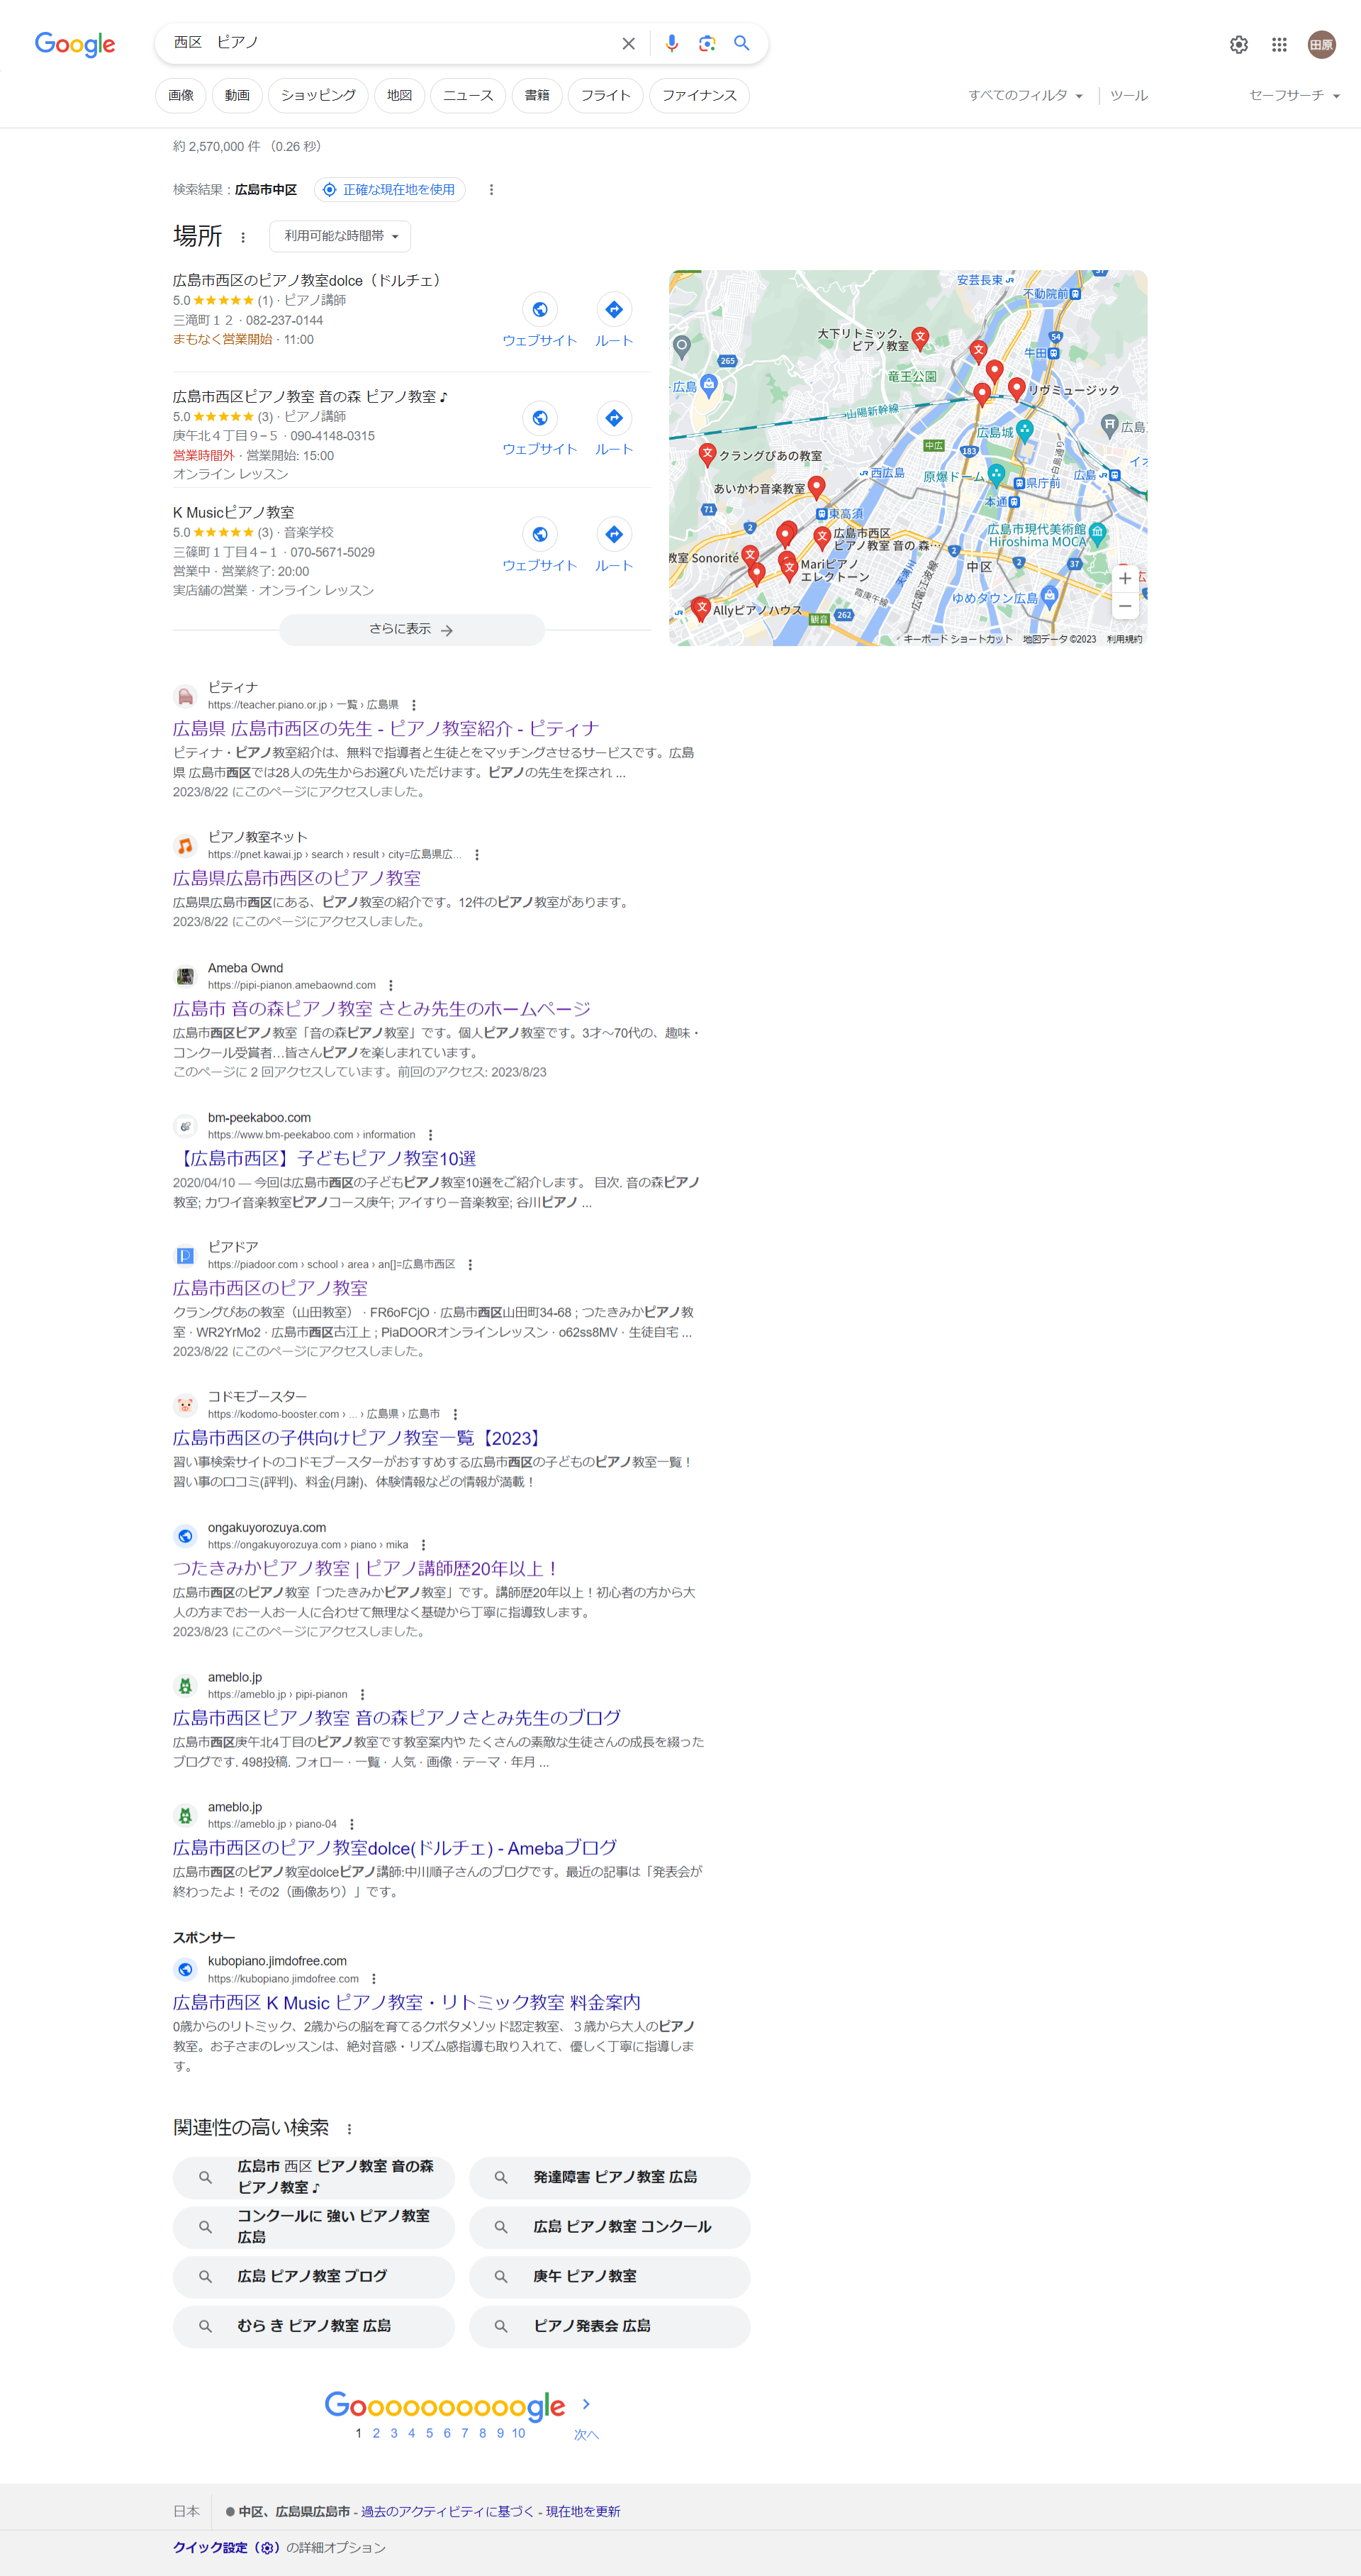 Google
西区　ピアノ
田原
画像
動画
ショッピング
地図
ニュース
書籍
フライト
ファイナンス
すべてのフィルタ
ツール
セーフサーチ
約 2,570,000 件 （0.26 秒）
検索結果：広島市中区
正確な現在地を使用
場所
利用可能な時間帯
広島市西区のピアノ教室dolce（ドルチェ）
5.0 (1) · ピアノ講師
三滝町１２ · 082-237-0144
まもなく営業開始 · 11:00
ウェブサイト
ルート
広島市西区ピアノ教室 音の森 ピアノ教室♪
5.0 (3) · ピアノ講師
庚午北４丁目９−５ · 090-4148-0315
営業時間外 · 営業開始: 15:00
オンライン レッスン
ウェブサイト
ルート
K Musicピアノ教室
5.0 (3) · 音楽学校
三篠町１丁目４−１ · 070-5671-5029
営業中 · 営業終了: 20:00
実店舗の営業 · オンライン レッスン
ウェブサイト
ルート
さらに表示
安芸長束
37
不動院前
大下リトミック．
ピアノ教室
54
牛田
265
広島
竜王公園
リヴミュージック
山陽新幹線
広島城
広島
中広
183
白島通り
クラングぴあの教室
西広島
原爆ドーム
県庁前
広島
イオ
あいかわ音楽教室
本通
71
東高須
2
広島市現代美術館
Hiroshima MOCA
広島市西区
ピアノ教室 音の 森…
教室 Sonorité
2
中区
2
37
Mariピアノ
エレクトーン
天満川
広電江波線
霞庚午線
ゆめタウン広島
Allyピアノハウス
観音
262
キーボード ショートカット
地図データ ©2023
利用規約
ピティナ
https://teacher.piano.or.jp › 一覧 › 広島県
広島県 広島市西区の先生 - ピアノ教室紹介 - ピティナ
ピティナ・ピアノ教室紹介は、無料で指導者と生徒とをマッチングさせるサービスです。広島
県 広島市西区では28人の先生からお選びいただけます。ピアノの先生を探され ...
2023/8/22 にこのページにアクセスしました。
ピアノ教室ネット
https://pnet.kawai.jp › search › result › city=広島県広...
広島県広島市西区のピアノ教室
広島県広島市西区にある、ピアノ教室の紹介です。12件のピアノ教室があります。
2023/8/22 にこのページにアクセスしました。
Ameba Ownd
https://pipi-pianon.amebaownd.com
広島市 音の森ピアノ教室 さとみ先生のホームページ
広島市西区ピアノ教室「音の森ピアノ教室」です。個人ピアノ教室です。3才〜70代の、趣味・
コンクール受賞者…皆さんピアノを楽しまれています。
このページに 2 回アクセスしています。前回のアクセス: 2023/8/23
bm-peekaboo.com
https://www.bm-peekaboo.com › information
【広島市西区】子どもピアノ教室10選
2020/04/10 — 今回は広島市西区の子どもピアノ教室10選をご紹介します。 目次. 音の森ピアノ
教室; カワイ音楽教室ピアノコース庚午; アイすりー音楽教室; 谷川ピアノ ...
ピアドア
https://piadoor.com › school › area › an[]=広島市西区
広島市西区のピアノ教室
クラングぴあの教室（山田教室） · FR6oFCjO · 広島市西区山田町34-68 ; つたきみかピアノ教
室 · WR2YrMo2 · 広島市西区古江上 ; PiaDOORオンラインレッスン · o62ss8MV · 生徒自宅 ...
2023/8/22 にこのページにアクセスしました。
コドモブースター
https://kodomo-booster.com › ... › 広島県 › 広島市
広島市西区の子供向けピアノ教室一覧【2023】
習い事検索サイトのコドモブースターがおすすめする広島市西区の子どものピアノ教室一覧！
習い事の口コミ(評判)、料金(月謝)、体験情報などの情報が満載！
ongakuyorozuya.com
https://ongakuyorozuya.com › piano › mika
つたきみかピアノ教室 | ピアノ講師歴20年以上！
広島市西区のピアノ教室「つたきみかピアノ教室」です。講師歴20年以上！初心者の方から大
人の方までお一人お一人に合わせて無理なく基礎から丁寧に指導致します。
2023/8/23 にこのページにアクセスしました。
ameblo.jp
https://ameblo.jp › pipi-pianon
広島市西区ピアノ教室 音の森ピアノさとみ先生のブログ
広島市西区庚午北4丁目のピアノ教室です教室案内や たくさんの素敵な生徒さんの成長を綴った
ブログです. 498投稿. フォロー · 一覧 · 人気 · 画像 · テーマ · 年月 ...
ameblo.jp
https://ameblo.jp › piano-04
広島市西区のピアノ教室dolce(ドルチェ) - Amebaブログ
広島市西区のピアノ教室dolceピアノ講師:中川順子さんのブログです。最近の記事は「発表会が
終わったよ！その2（画像あり）」です。
スポンサー
kubopiano.jimdofree.com
https://kubopiano.jimdofree.com
広島市西区 K Music ピアノ教室・リトミック教室 料金案内
0歳からのリトミック、2歳からの脳を育てるクボタメソッド認定教室、３歳から大人のピアノ
教室。お子さまのレッスンは、絶対音感・リズム感指導も取り入れて、優しく丁寧に指導しま
す。
関連性の高い検索
広島市 西区 ピアノ教室 音の森
ピアノ教室♪
発達障害 ピアノ教室 広島
コンクールに 強い ピアノ教室
広島
広島 ピアノ教室 コンクール
広島 ピアノ教室 ブログ
庚午 ピアノ教室
むら き ピアノ教室 広島
ピアノ発表会 広島
Goooooooooogle
1 2 3 4 5 6 7 8 9 10
次へ
日本
中区、広島県広島市 - 過去のアクティビティに基づく - 現在地を更新
クイック設定（）の詳細オプション